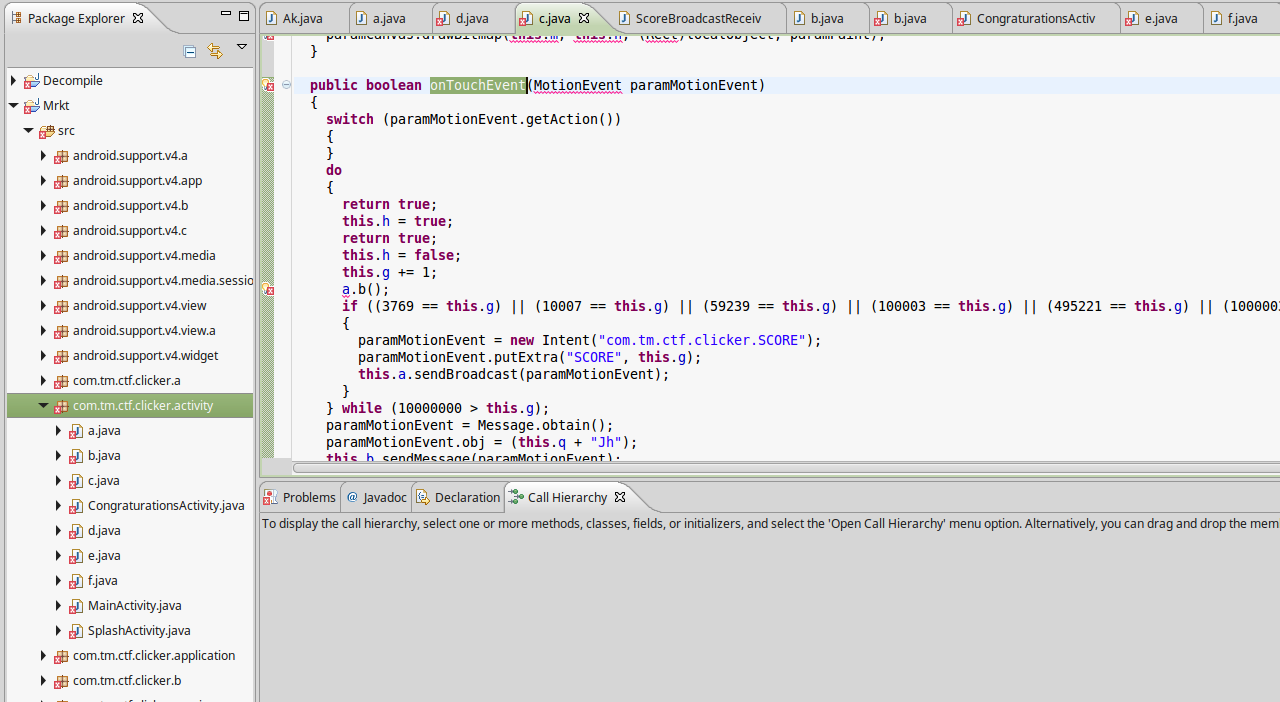 Package Explorer
Ak.java
a.java
d.java
c.java
ScoreBroadcastReceiv
b.java
b.java
CongraturationsActiv
e.java
f.java
Decompile
Mrkt
src
android.support.v4.a
android.support.v4.app
android.support.v4.b
android.support.v4.c
android.support.v4.media
android.support.v4.media.sessio
android.support.v4.view
android.support.v4.view.a
android.support.v4.widget
com.tm.ctf.clicker.a
com.tm.ctf.clicker.activity
a.java
b.java
c.java
CongraturationsActivity.java
d.java
e.java
f.java
MainActivity.java
SplashActivity.java
com.tm.ctf.clicker.application
com.tm.ctf.clicker.b
}
public boolean onTouchEvent(MotionEvent paramMotionEvent)
{
switch (paramMotionEvent.getAction())
{
}
do
{
return true;
this.h = true;
return true;
this.h = false;
this.g += 1;
a.b();
if ((3769 == this.g) || (10007 == this.g) || (59239 == this.g) || (100003 == this.g) || (495221 == this.g) || (100000
{
paramMotionEvent = new Intent("com.tm.ctf.clicker.SCORE");
paramMotionEvent.putExtra("SCORE", this.g);
this.a.sendBroadcast(paramMotionEvent);
}
} while (10000000 > this.g);
paramMotionEvent = Message.obtain();
paramMotionEvent.obj = (this.q + "Jh");
this.b.sendMessage(paramMotionEvent);
Problems
@ Javadoc
Declaration
Call Hierarchy
To display the call hierarchy, select one or more methods, classes, fields, or initializers, and select the 'Open Call Hierarchy' menu option. Alternatively, you can drag and drop the mem